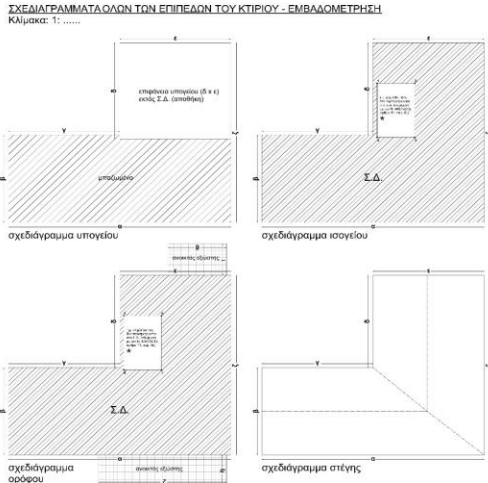 ΣΧΕΔΙΑΓΡΑΜΜΑΤΑ ΟΛΩΝ ΤΩΝ ΕΠΙΠΕΔΩΝ ΤΟΥ ΚΤΙΡΙΟΥ - ΕΜΒΑΔΟΜΕΤΡΗΣΗ
Κλίμακα: 1: ......
ε
δ
επιφάνεια υπογείου (δ x ε)
εκτός Σ.Δ. (αποθήκη)
γ
μπαζωμένο
β
α
σχεδιάγραμμα υπογείου
ε
δ
γ
Σ.Δ.
β
α
σχεδιάγραμμα ισογείου
θ
ανοικτός εξώστης
ε
δ
γ
Σ.Δ.
β
α
ανοικτός εξώστης
σχεδιάγραμμα
ορόφου
ε
δ
γ
β
α
σχεδιάγραμμα στέγης